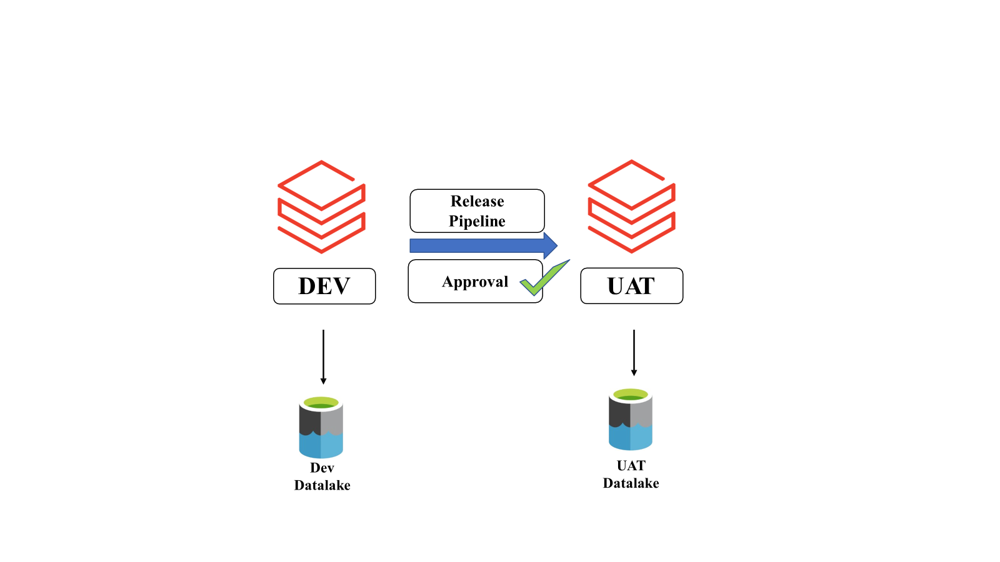 Release
Pipeline
Approval
DEV
UAT
Dev
Datalake
UAT
Datalake